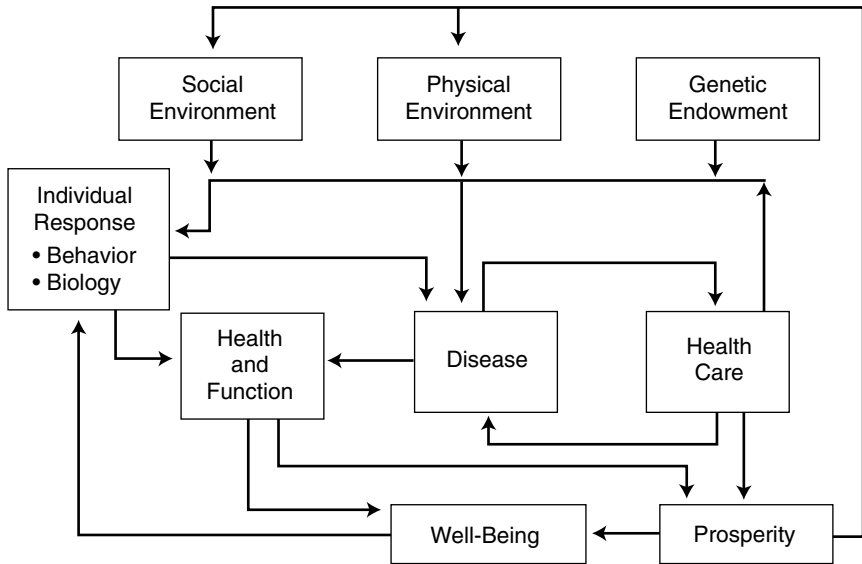 Social
Environment
Physical
Environment
Genetic
Endowment
Individual
Response
• Behavior
• Biology
Health
and
Function
Disease
Health
Care
Well-Being
Prosperity